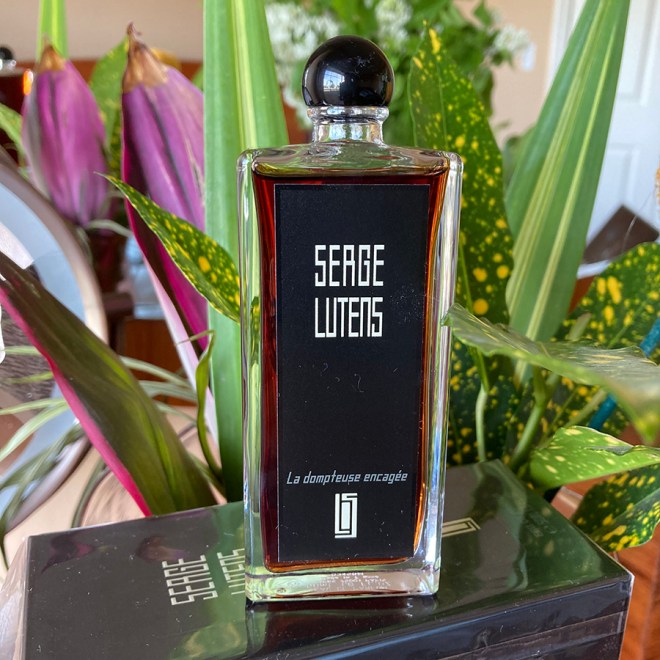 SERGE
LUTENS
La dompteuse encagée
SERGE
LUTENS